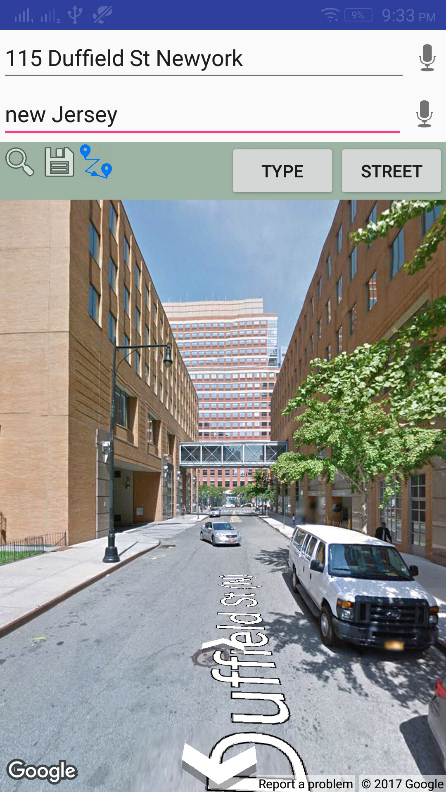 9%
9:33 PM
115 Duffield St Newyork
new Jersey
TYPE
STREET
Duffield St
Google
Report a problem
© 2017 Google